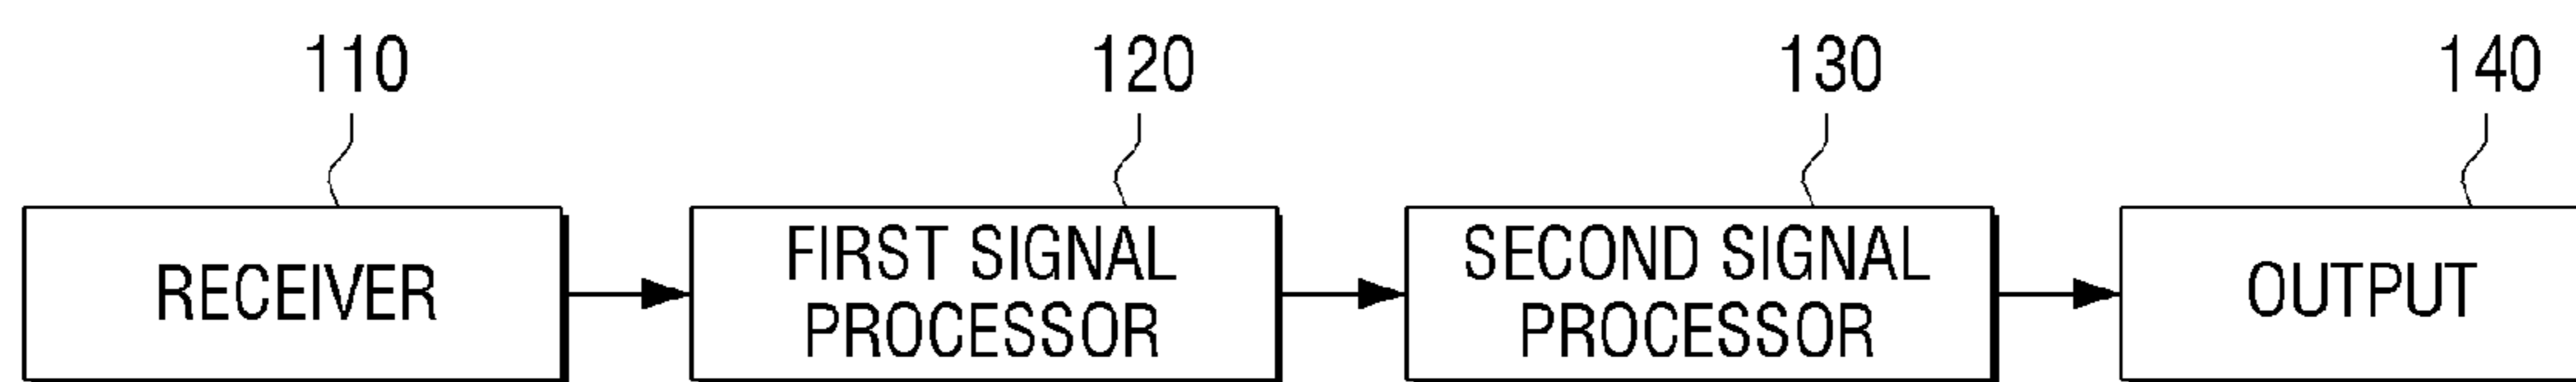 110
120
130
140
RECEIVER
FIRST SIGNAL
PROCESSOR
SECOND SIGNAL
PROCESSOR
OUTPUT